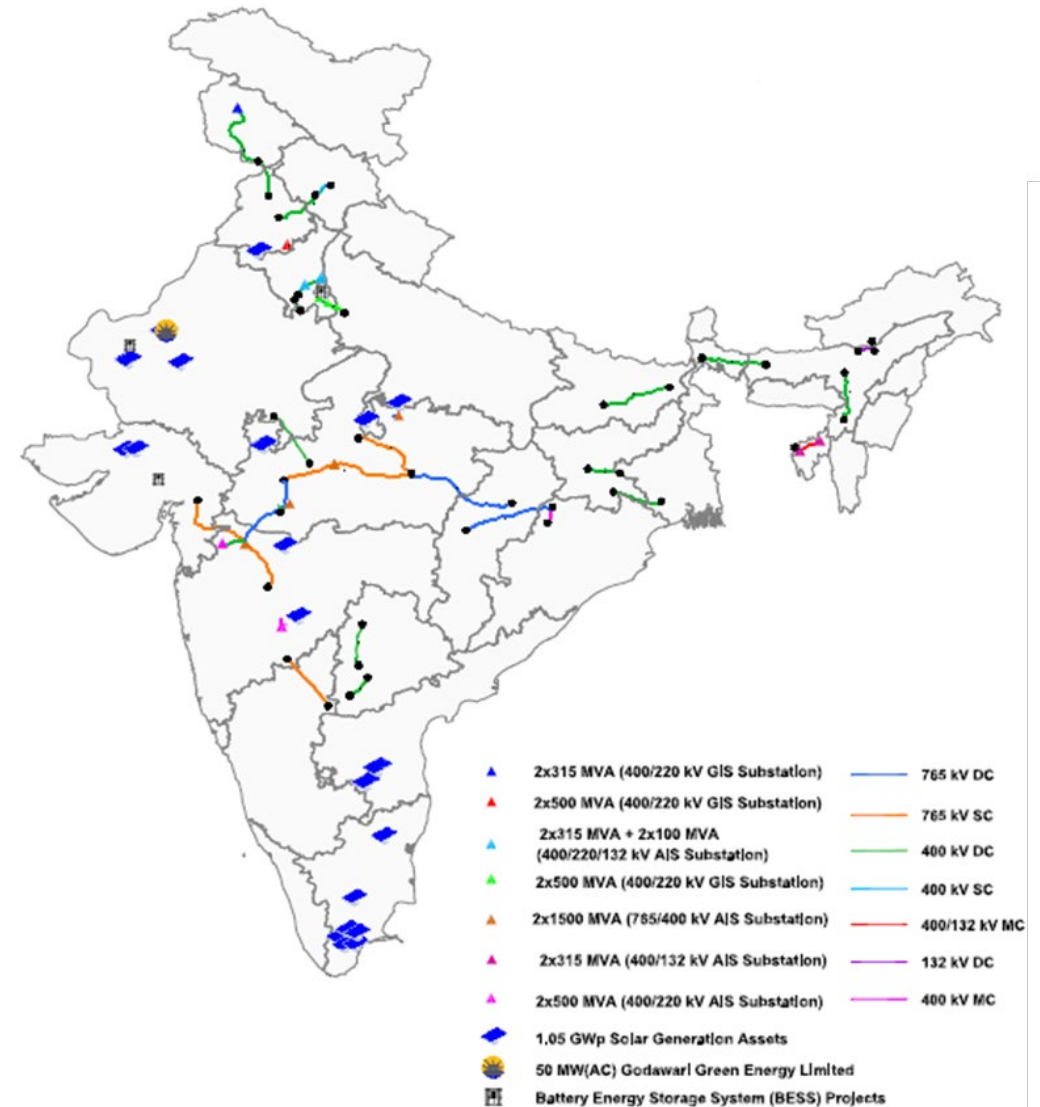 2x315 MVA (400/220 kV GIS Substation)
2x500 MVA (400/220 kV GIS Substation)
2x315 MVA + 2x100 MVA
(400/220/132 kV AIS Substation)
2x500 MVA (400/220 kV GIS Substation)
2x1500 MVA (765/400 kV AIS Substation)
2x315 MVA (400/132 kV AIS Substation)
2x500 MVA (400/220 kV AIS Substation)
1.05 GWp Solar Generation Assets
50 MW(AC) Godawari Green Energy Limited
Battery Energy Storage System (BESS) Projects
765 kV DC
765 kV SC
400 kV DC
400 kV SC
400/132 kV MC
132 kV DC
400 kV MC